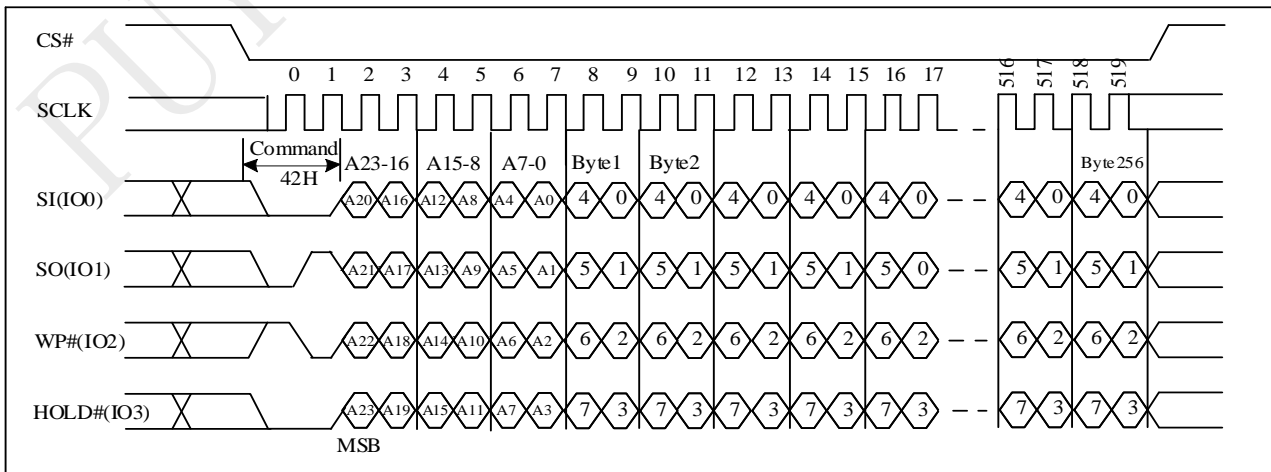 PUY
CS#
0 1 2 3 4 5 6 7 8 9 10 11 12 13 14 15 16 17 516 517 518 519
SCLK
Command A23-16 A15-8 A7-0 Byte1 Byte2 Byte256
42H
SI(IO0) A20 A16 A12 A8 A4 A0 4 0 4 0 4 0 4 0 4 0 4 0 4 0
SO(IO1) A21 A17 A13 A9 A5 A1 5 1 5 1 5 1 5 1 5 0 5 1 5 1
WP#(IO2) A22 A18 A14 A10 A6 A2 6 2 6 2 6 2 6 2 6 2 6 2 6 2
HOLD#(IO3) A23 A19 A15 A11 A7 A3 7 3 7 3 7 3 7 3 7 3 7 3 7 3
MSB